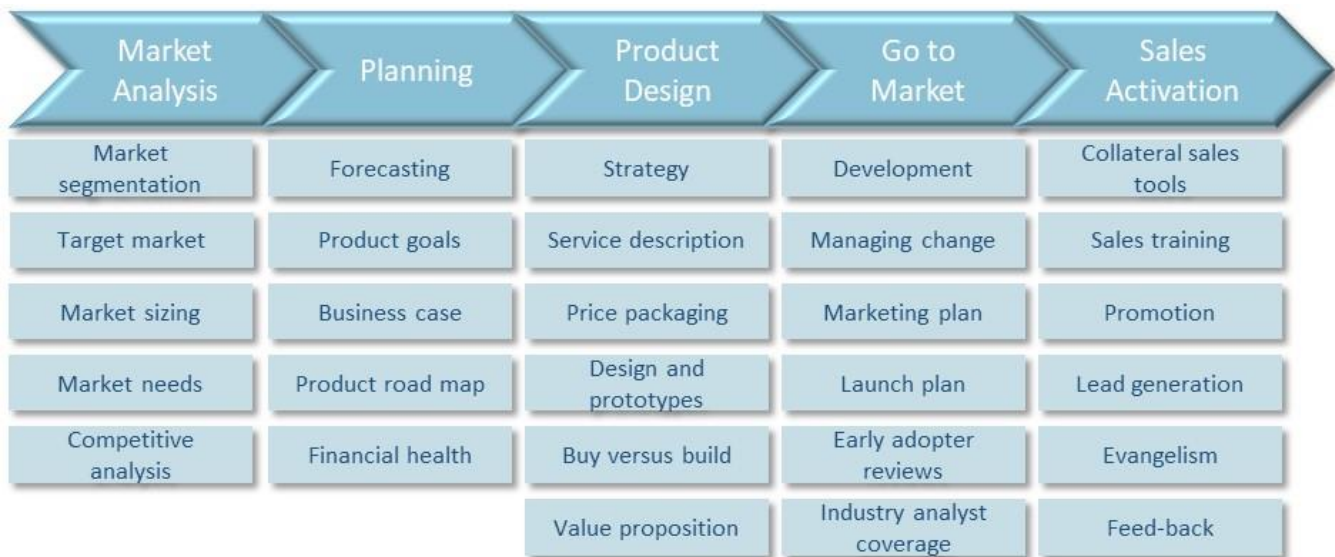 Market
Analysis
Planning
Product
Design
Go to
Market
Sales
Activation
Market
segmentation
Forecasting
Strategy
Development
Collateral sales
tools
Target market
Product goals
Service description
Managing change
Sales training
Market sizing
Business case
Price packaging
Marketing plan
Promotion
Market needs
Product road map
Design and
prototypes
Launch plan
Lead generation
Competitive
analysis
Financial health
Buy versus build
Early adopter
reviews
Evangelism
Value proposition
Industry analyst
coverage
Feed-back